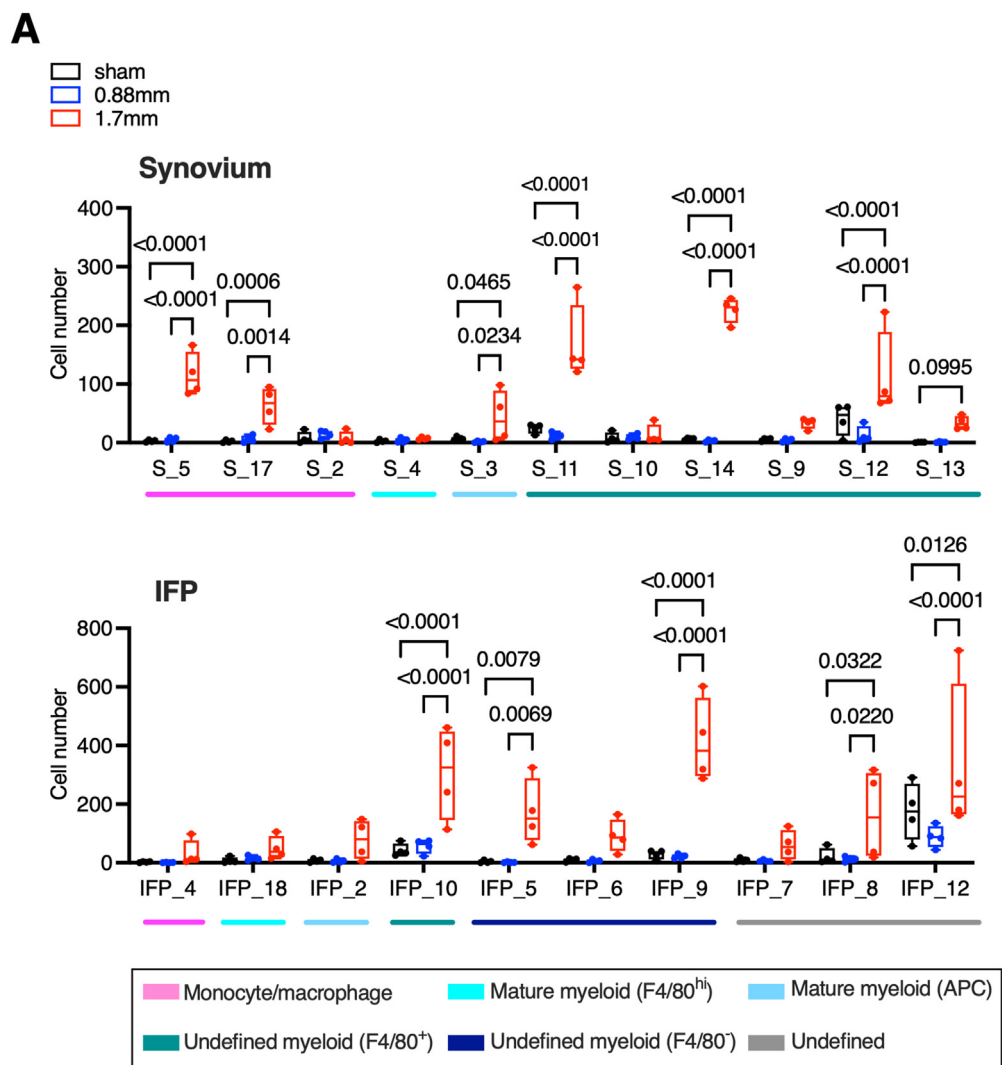 A
sham
0.88mm
1.7mm
Synovium
Cell number
400
300
200
100
0
<0.0001
<0.0001
0.0006
0.0014
0.0465
0.0234
<0.0001
<0.0001
<0.0001
<0.0001
<0.0001
<0.0001
0.0995
S_5 S_17 S_2 S_4 S_3 S_11 S_10 S_14 S_9 S_12 S_13
IFP
Cell number
800
600
400
200
0
<0.0001
<0.0001
0.0079
0.0069
<0.0001
<0.0001
0.0322
0.0220
0.0126
<0.0001
IFP_4 IFP_18 IFP_2 IFP_10 IFP_5 IFP_6 IFP_9 IFP_7 IFP_8 IFP_12
Monocyte/macrophage Mature myeloid (F4/80hi) Mature myeloid (APC)
Undefined myeloid (F4/80+) Undefined myeloid (F4/80-) Undefined